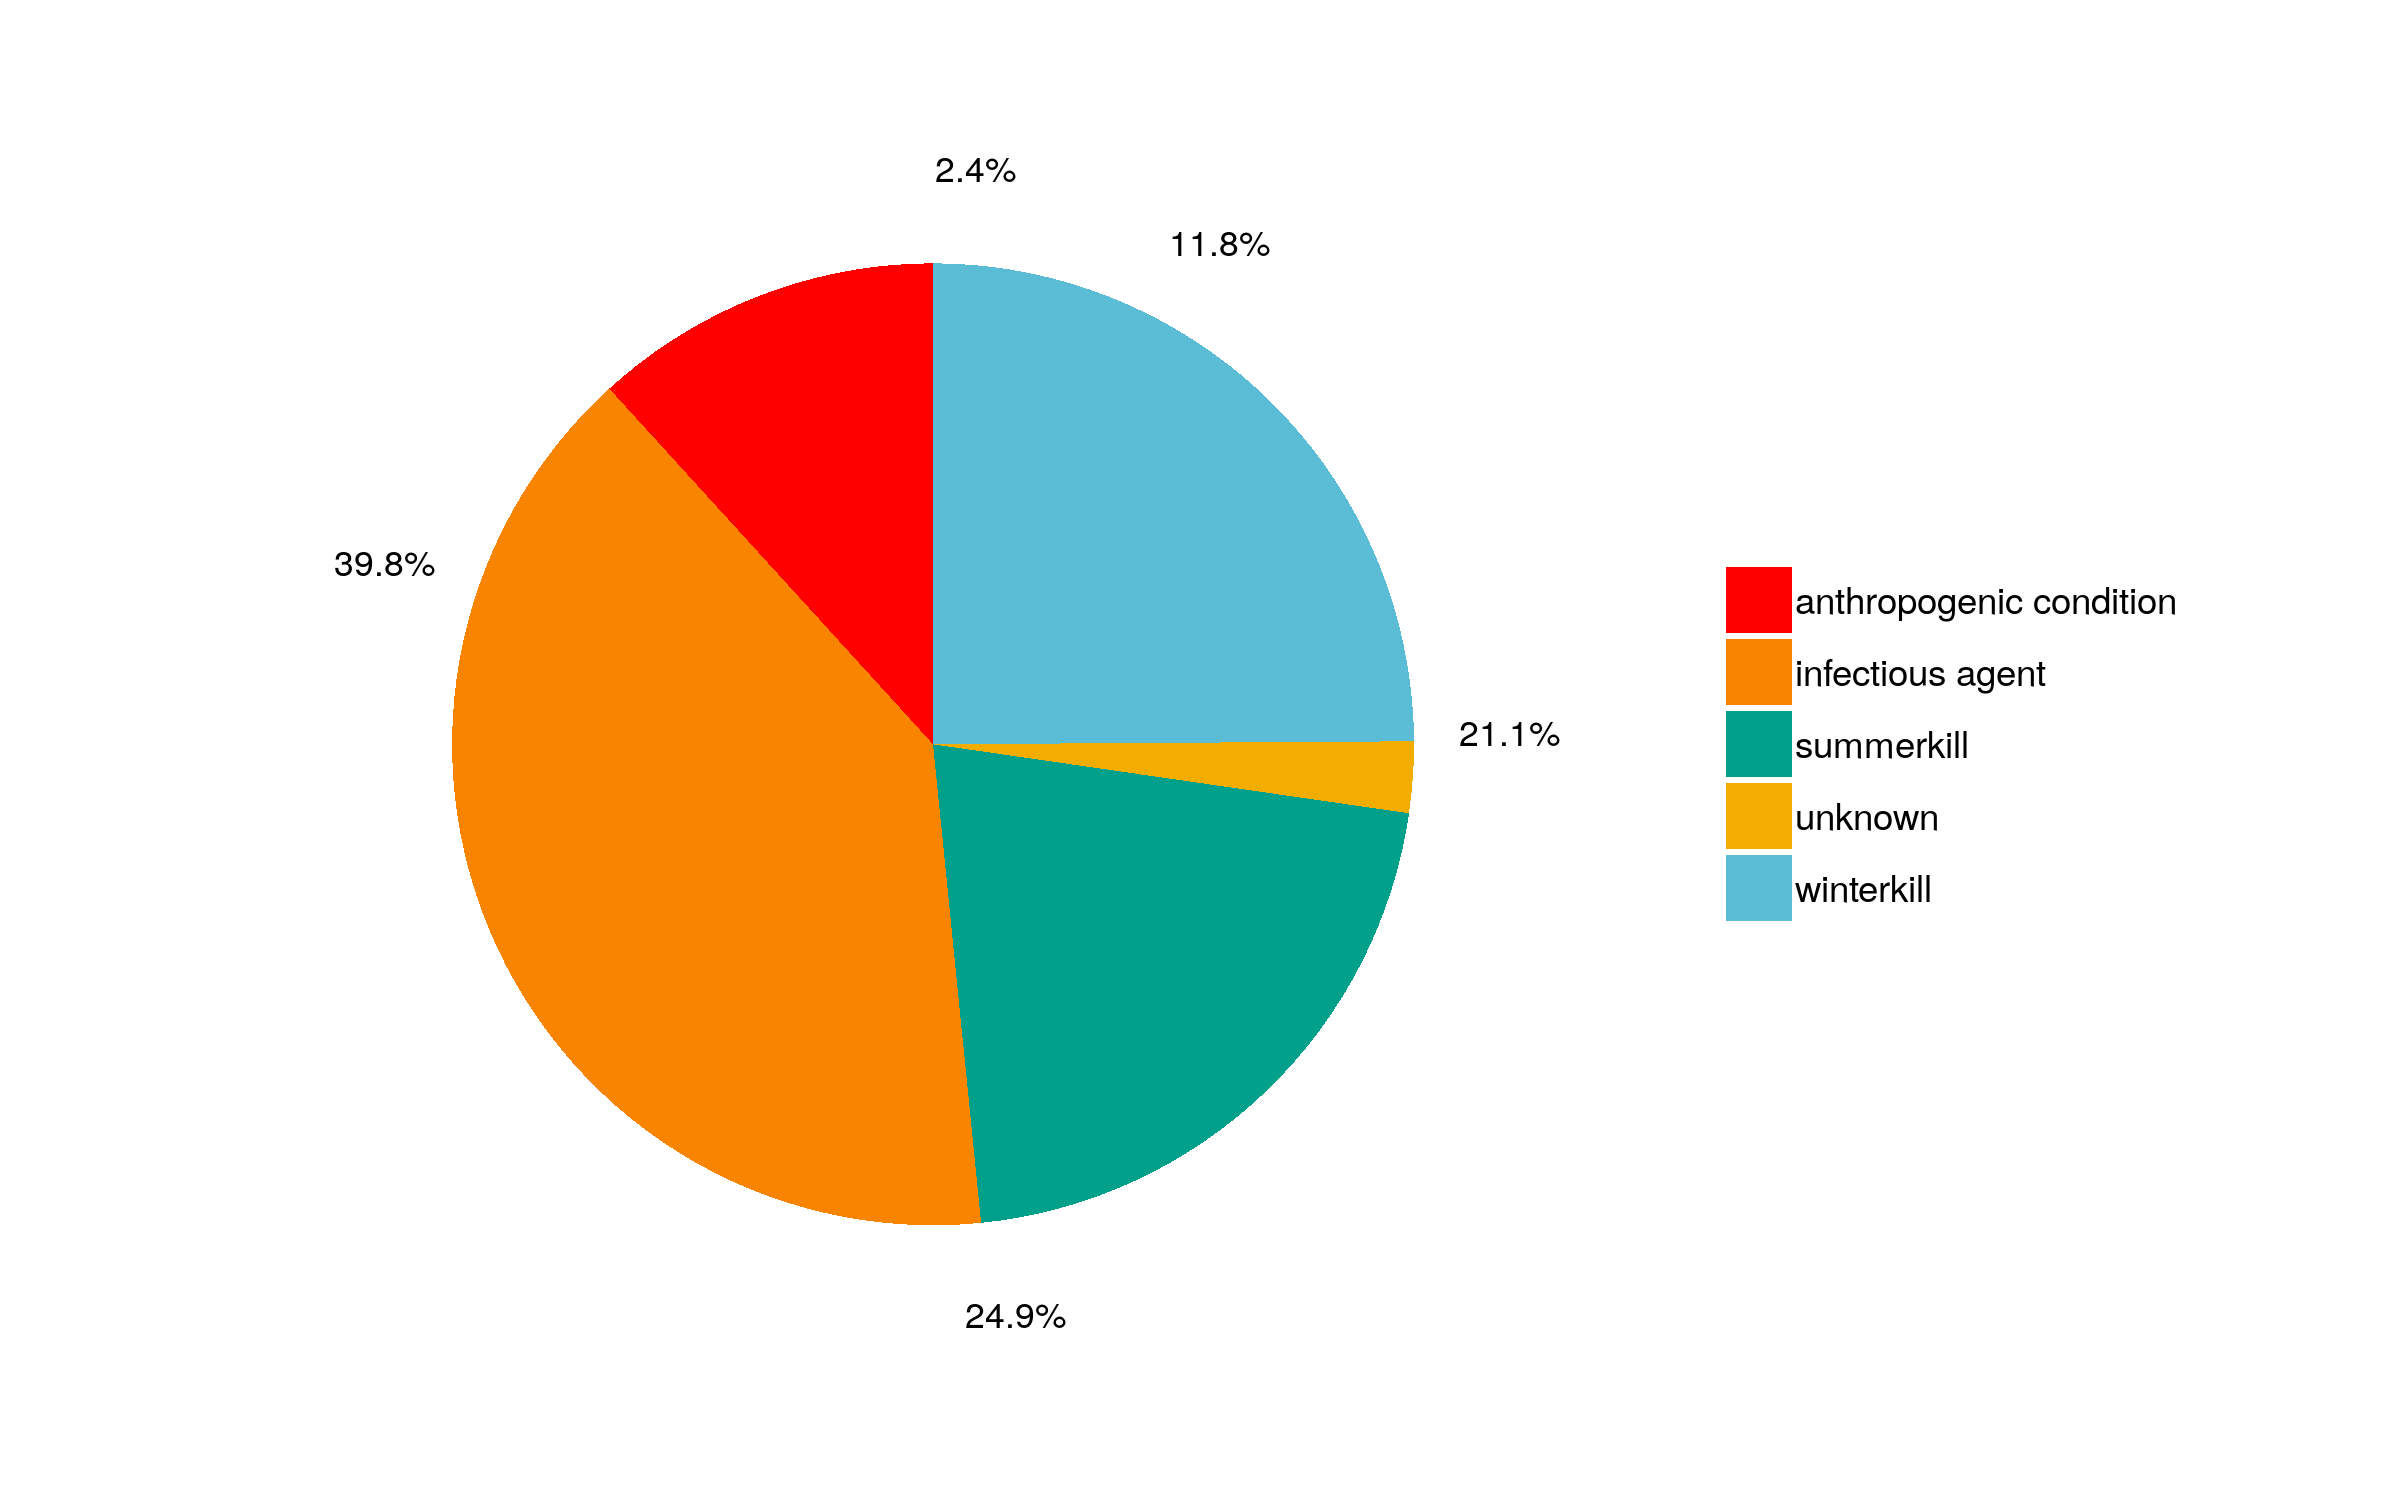 2.4%
11.8%
39.8%
21.1%
24.9%
anthropogenic condition
infectious agent
summerkill
unknown
winterkill